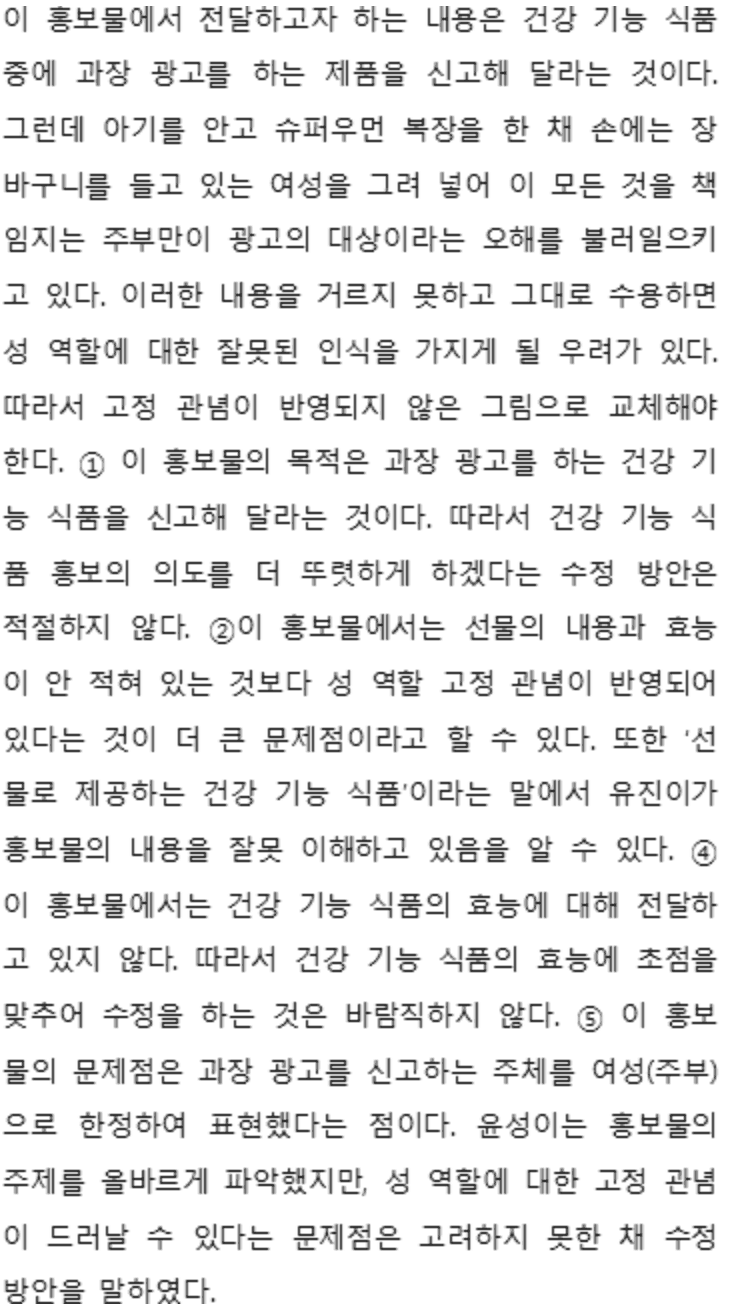 이 홍보물에서 전달하고자 하는 내용은 건강 기능 식품
중에 과장 광고를 하는 제품을 신고해 달라는 것이다.
그런데 아기를 안고 슈퍼우먼 복장을 한 채 손에는 장
바구니를 들고 있는 여성을 그려 넣어 이 모든 것을 책
임지는 주부만이 광고의 대상이라는 오해를 불러일으키
고 있다. 이러한 내용을 거르지 못하고 그대로 수용하면
성 역할에 대한 잘못된 인식을 가지게 될 우려가 있다.
따라서 고정 관념이 반영되지 않은 그림으로 교체해야
한다. ① 이 홍보물의 목적은 과장 광고를 하는 건강 기
능 식품을 신고해 달라는 것이다. 따라서 건강 기능 식
품 홍보의 의도를 더 뚜렷하게 하겠다는 수정 방안은
적절하지 않다. ②이 홍보물에서는 선물의 내용과 효능
이 안 적혀 있는 것보다 성 역할 고정 관념이 반영되어
있다는 것이 더 큰 문제점이라고 할 수 있다. 또한 '선
물로 제공하는 건강 기능 식품'이라는 말에서 유진이가
홍보물의 내용을 잘못 이해하고 있음을 알 수 있다. ④
이 홍보물에서는 건강 기능 식품의 효능에 대해 전달하
고 있지 않다. 따라서 건강 기능 식품의 효능에 초점을
맞추어 수정을 하는 것은 바람직하지 않다. ⑤ 이 홍보
물의 문제점은 과장 광고를 신고하는 주체를 여성(주부)
으로 한정하여 표현했다는 점이다. 윤성이는 홍보물의
주제를 올바르게 파악했지만, 성 역할에 대한 고정 관념
이 드러날 수 있다는 문제점은 고려하지 못한 채 수정
방안을 말하였다.